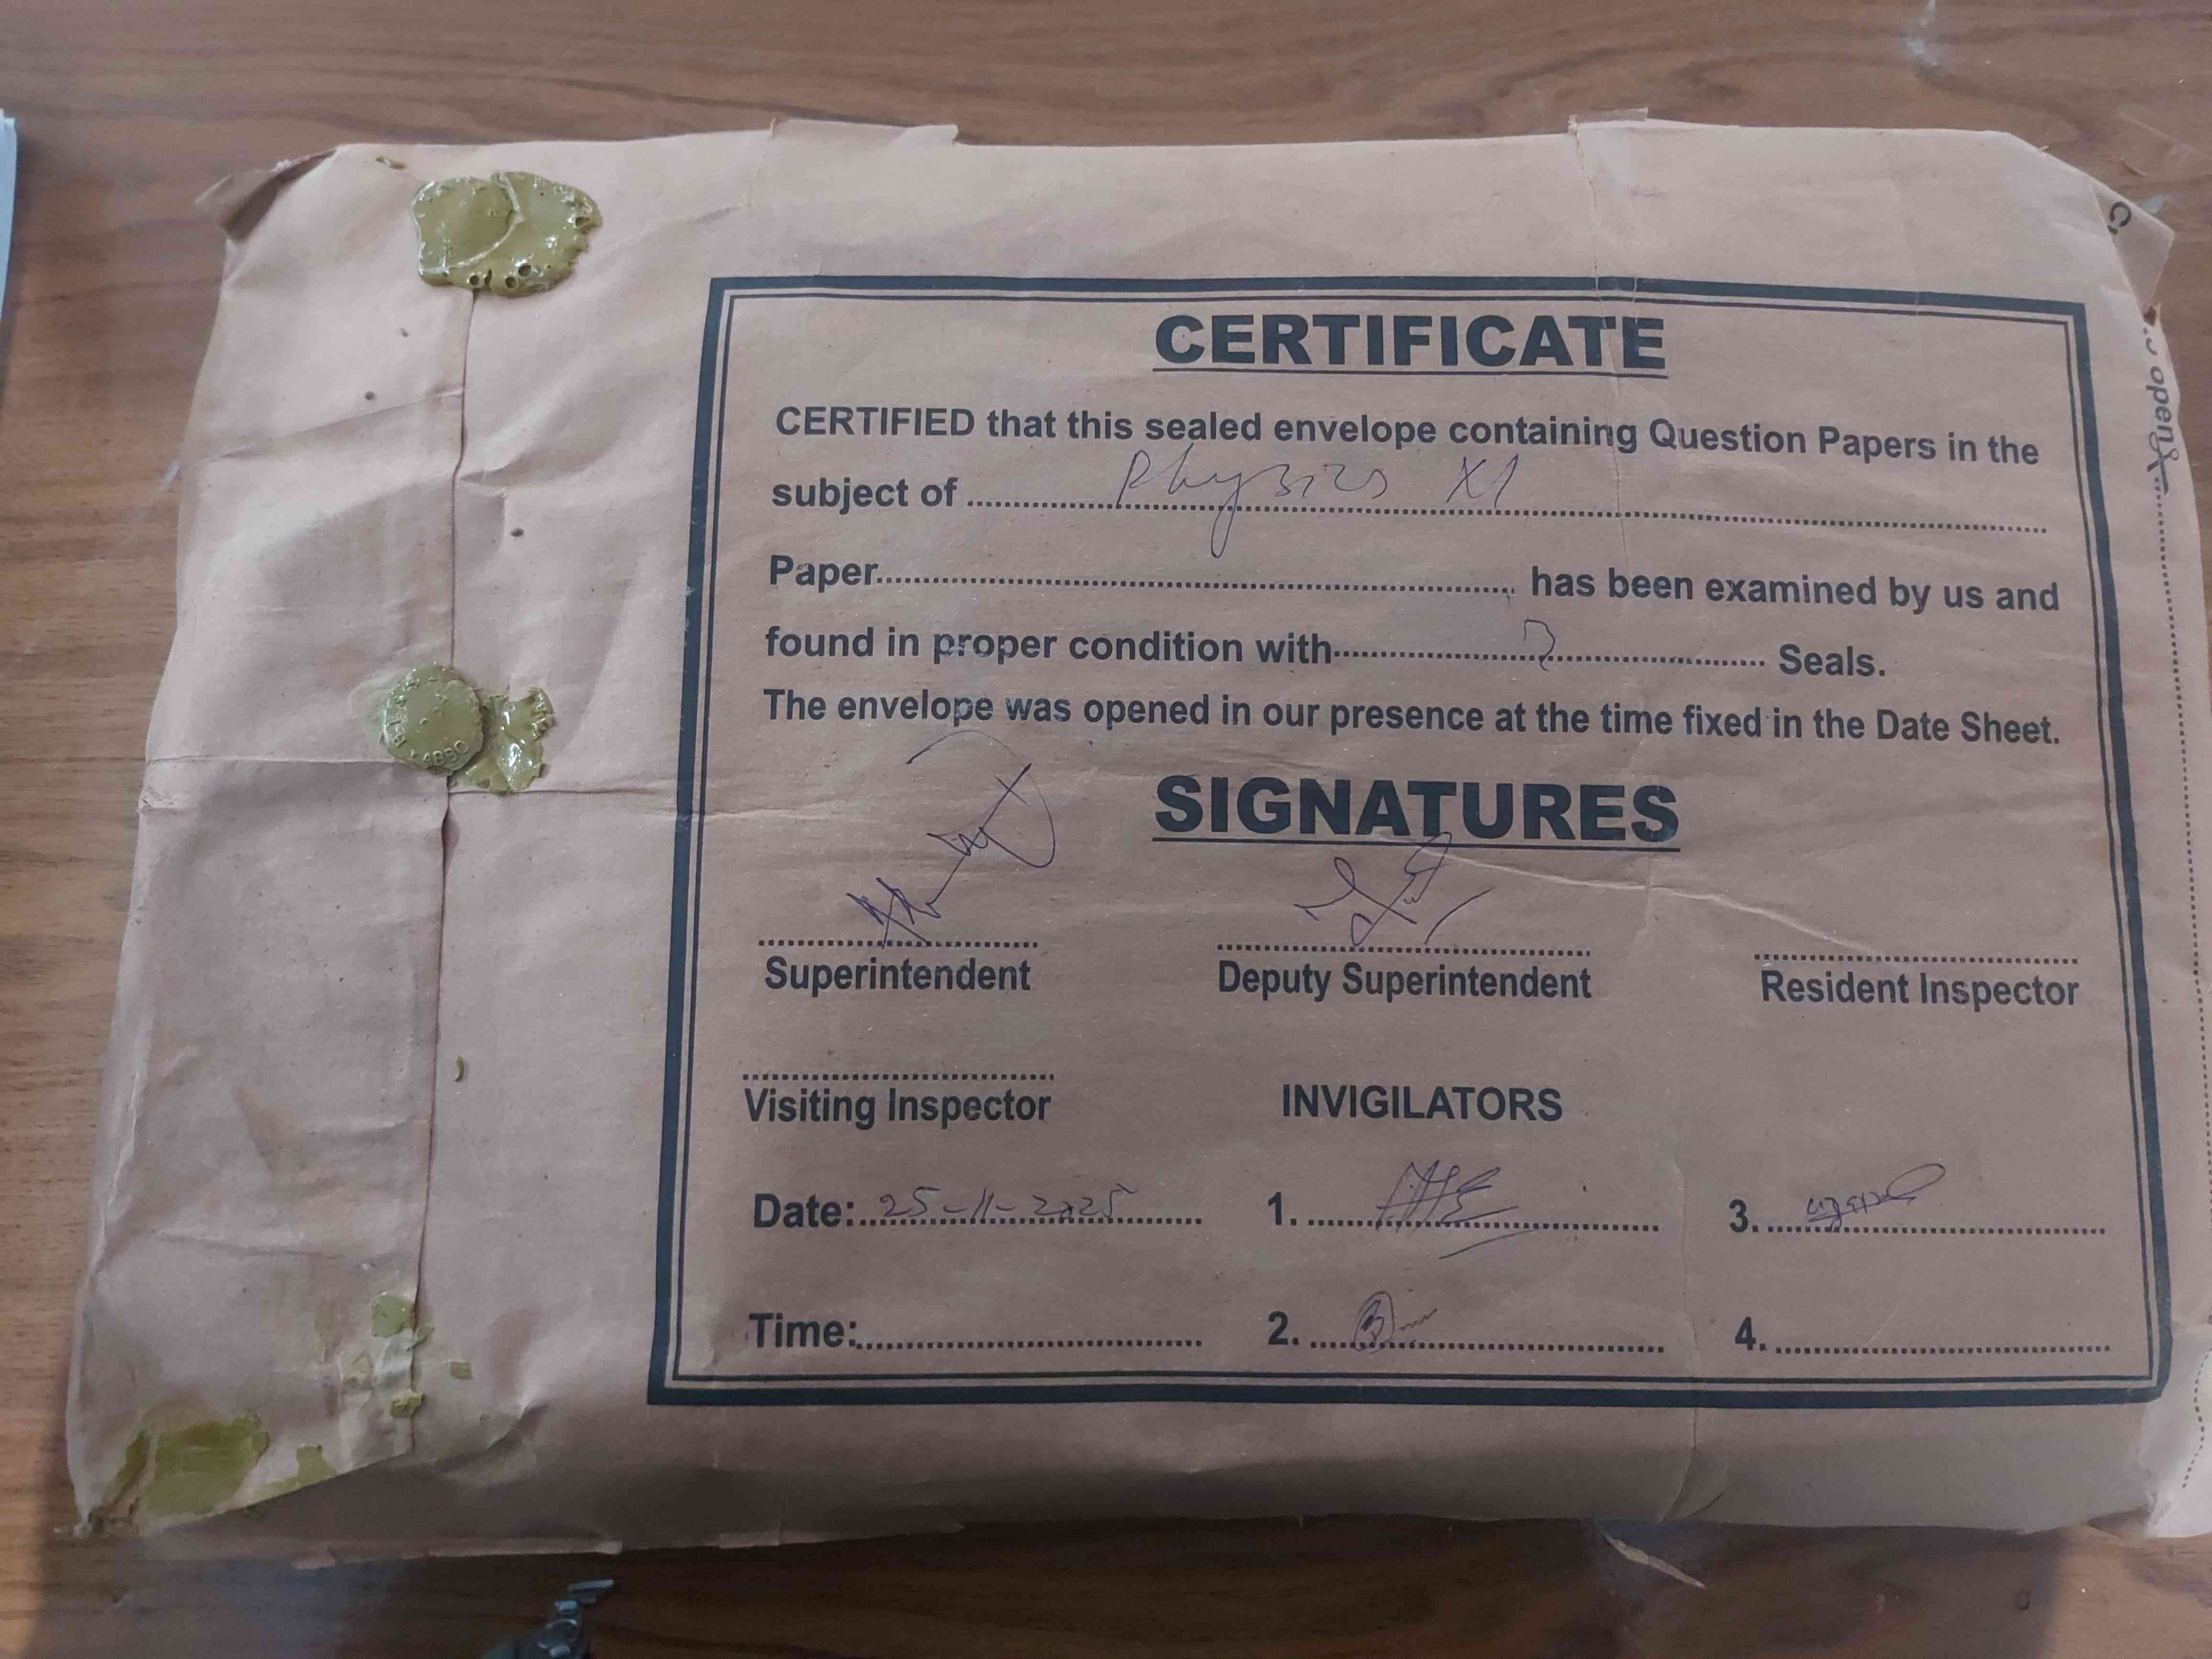 CERTIFICATE
CERTIFIED that this sealed envelope containing Question Papers in the
subject of Physics XI
Paper has been examined by us and
found in proper condition with Seals.
The envelope was opened in our presence at the time fixed in the Date Sheet.
SIGNATURES
Superintendent Deputy Superintendent Resident Inspector
Visiting Inspector INVIGILATORS
Date: 25-11-2025 1. 3.
Time: 2. 4.
open
4880